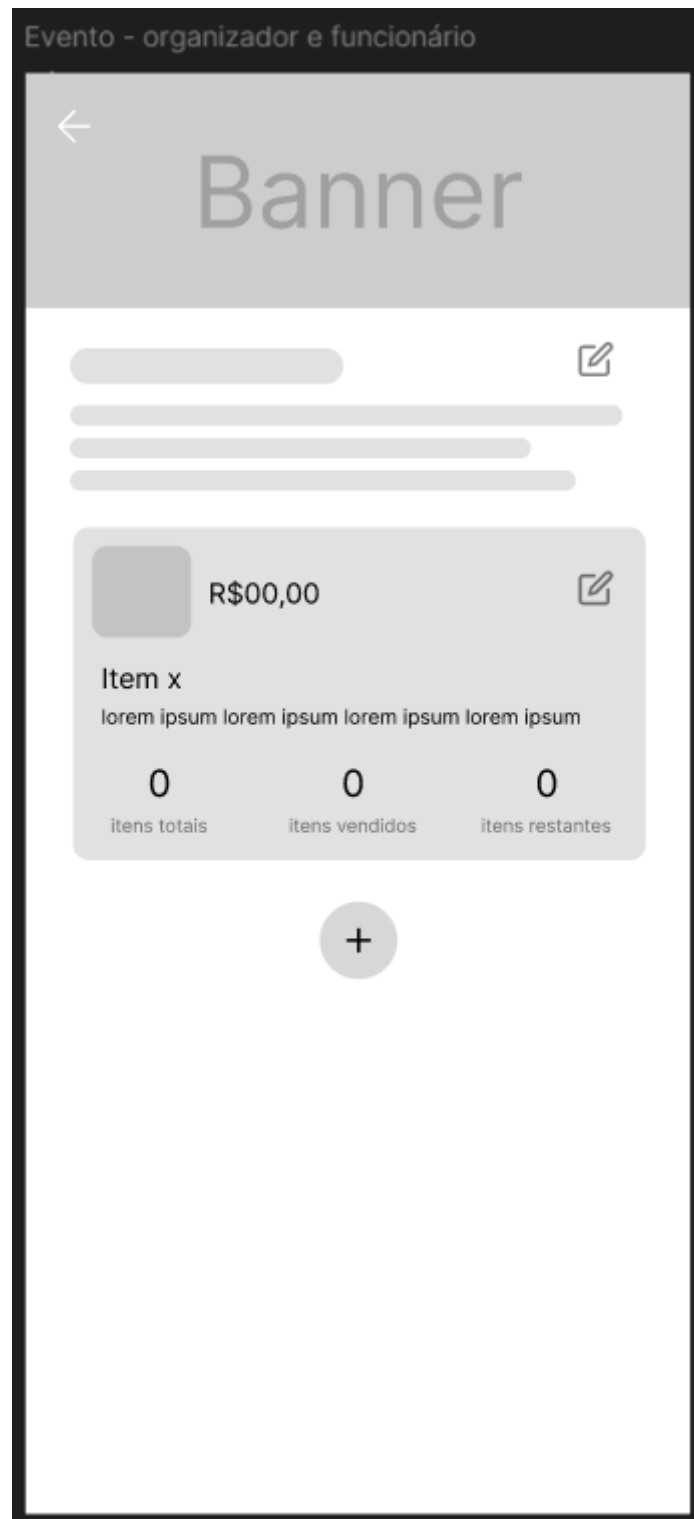 Evento - organizador e funcionário
Banner
R$00,00
Item x
lorem ipsum lorem ipsum lorem ipsum lorem ipsum
0 0 0
itens totais itens vendidos itens restantes
+